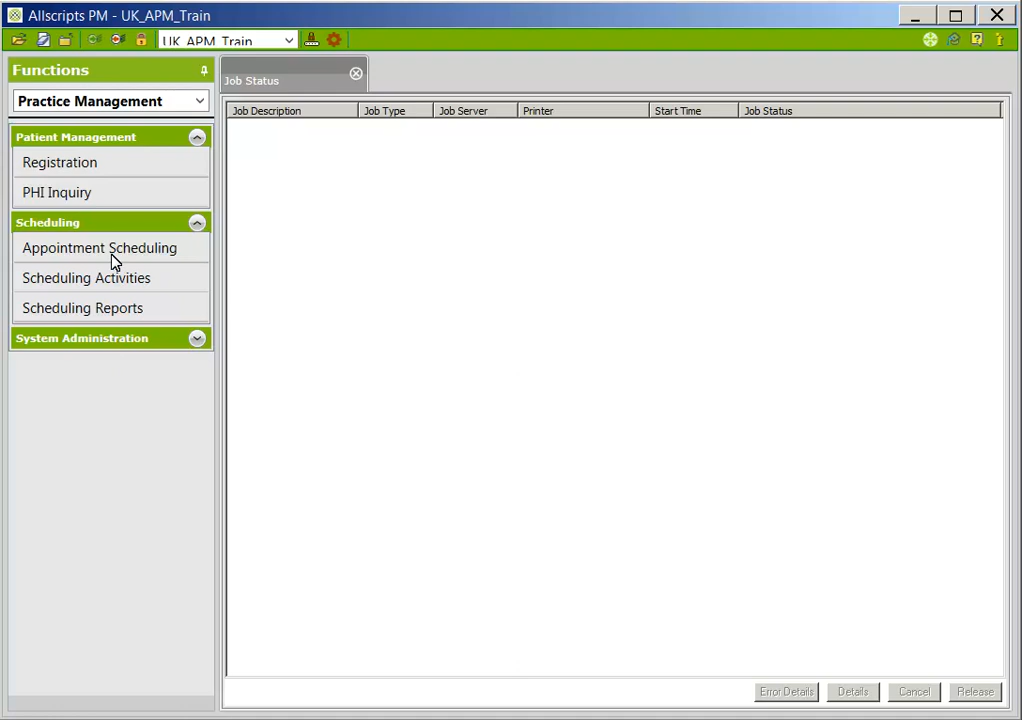 Allscripts PM - UK_APM_Train
UK_APM_Train
Functions
Job Status
Practice Management
Job Description Job Type Job Server Printer Start Time Job Status
Patient Management
Registration
PHI Inquiry
Scheduling
Appointment Scheduling
Scheduling Activities
Scheduling Reports
System Administration
Error Details Details Cancel Release